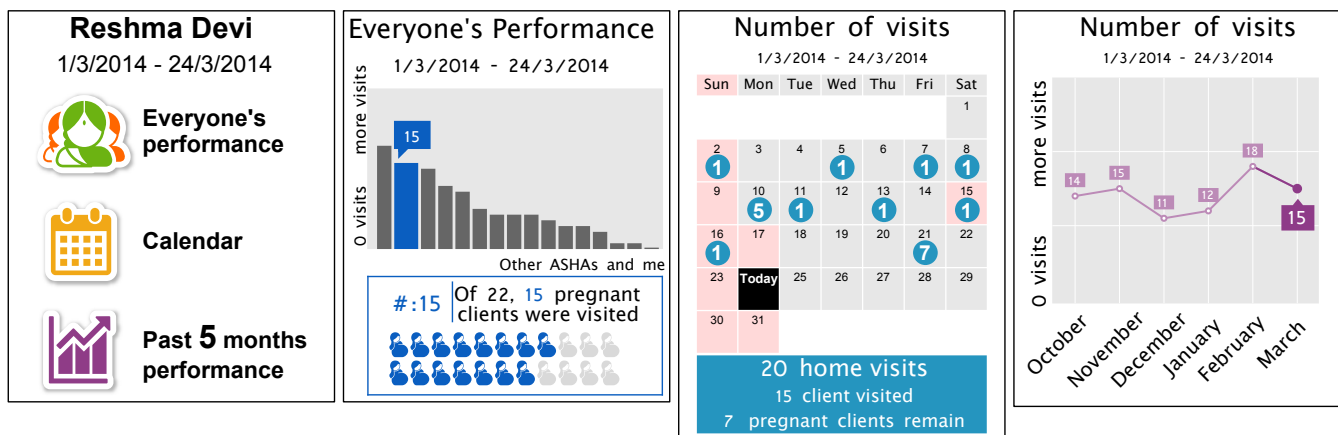 Reshma Devi
1/3/2014 - 24/3/2014
Everyone's
performance
Calendar
Past 5 months
performance
Everyone's Performance
1/3/2014 - 24/3/2014
more visits
0 visits
15
Other ASHAs and me
#:15
Of 22, 15 pregnant
clients were visited
Number of visits
1/3/2014 - 24/3/2014
Sun Mon Tue Wed Thu Fri Sat
1
2 3 4 5 6 7 8
1 1 1 1
9 10 11 12 13 14 15
5 1 1 1
16 17 18 19 20 21 22
1 7
23 Today 25 26 27 28 29
30 31
20 home visits
15 client visited
7 pregnant clients remain
Number of visits
1/3/2014 - 24/3/2014
more visits
0 visits
14 15 11 12 18 15
October November December January February March